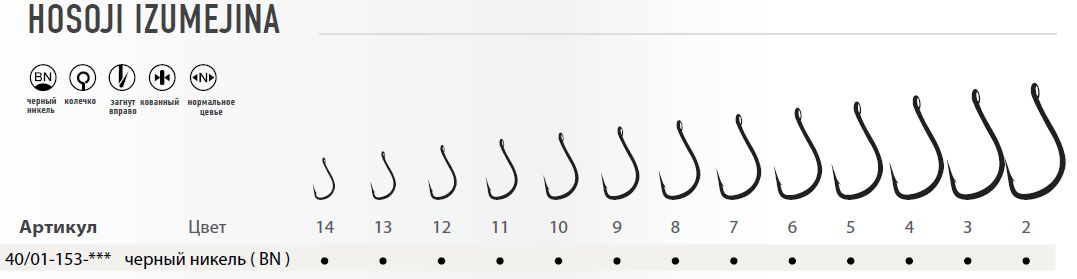 HOSOJI IZUMEJINA
BN
N
черный никель
колечко
загнут вправо
кованный
нормальное цевье
Артикул Цвет 14 13 12 11 10 9 8 7 6 5 4 3 2
40/01-153-*** черный никель ( BN ) • • • • • • • • • • • • •